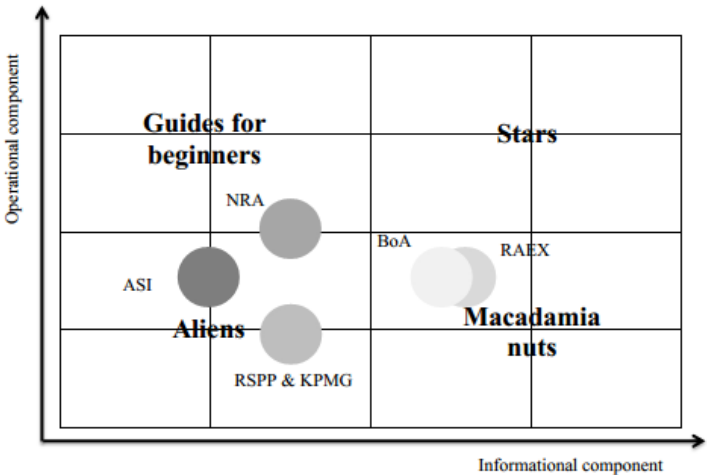 Operational component
Guides for
beginners
Stars
NRA
BoA
RAEX
ASI
Aliens
Macadamia
nuts
RSPP & KPMG
Informational component